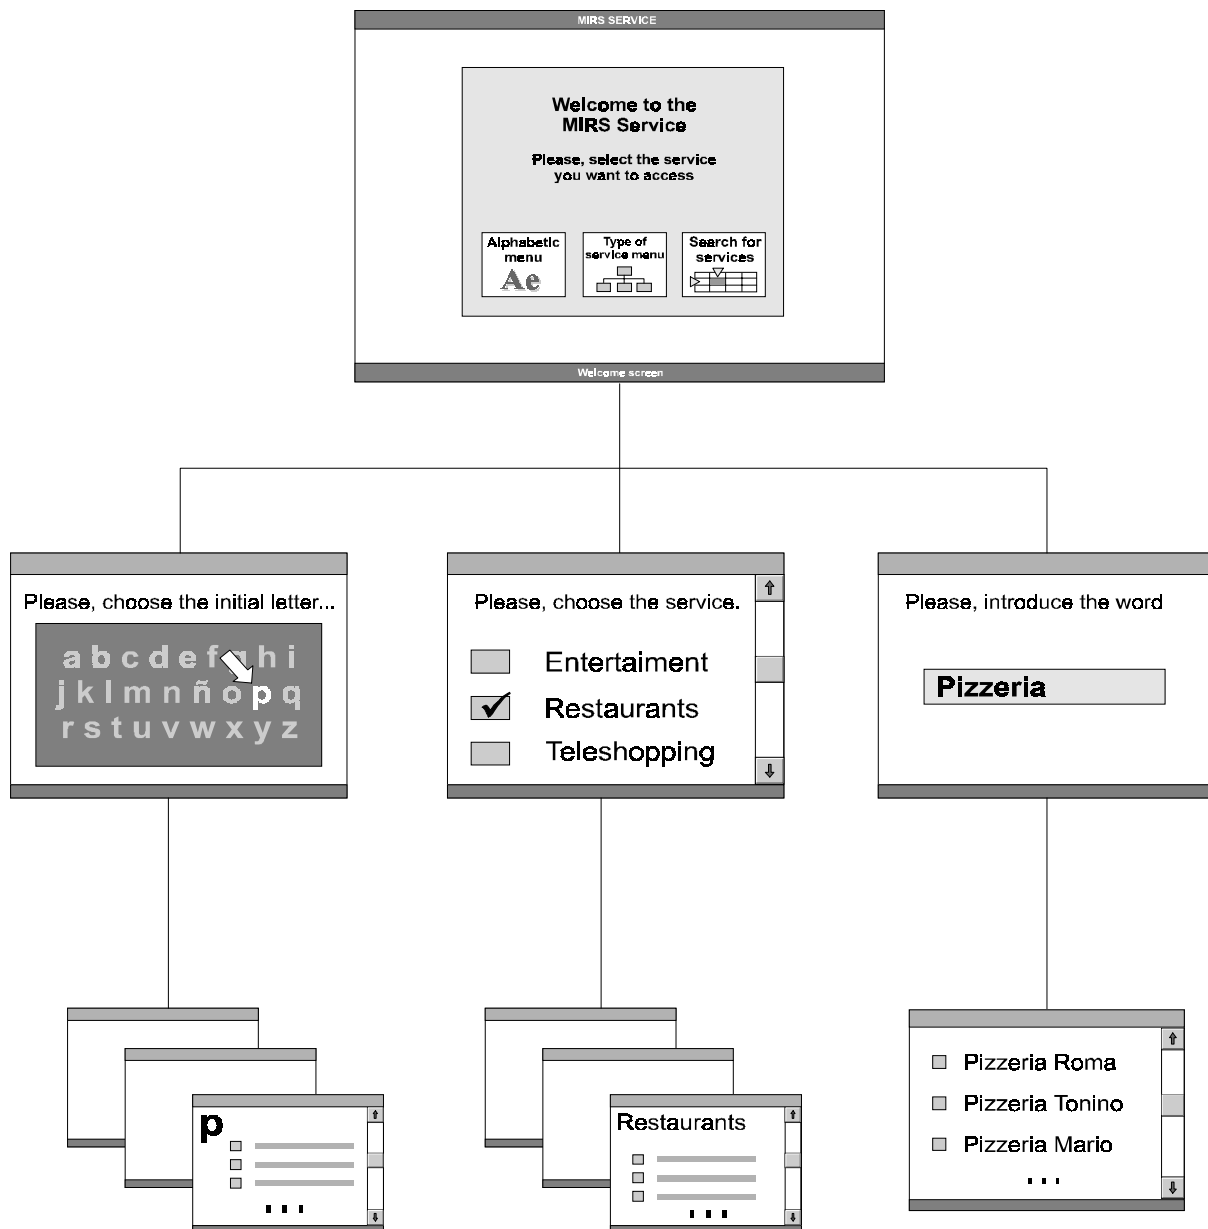 MIRS SERVICE
Welcome to the
MIRS Service
Please, select the service
you want to access
Alphabetic
menu
Ae
Type of
service menu
Search for
services
Welcome screen
Please, choose the initial letter...
a b c d e f g h i
j k l m n ñ o p q
r s t u v w x y z
Please, choose the service.
Entertaiment
Restaurants
Teleshopping
Please, introduce the word
Pizzeria
p
. . .
Restaurants
. . .
Pizzeria Roma
Pizzeria Tonino
Pizzeria Mario
. . .